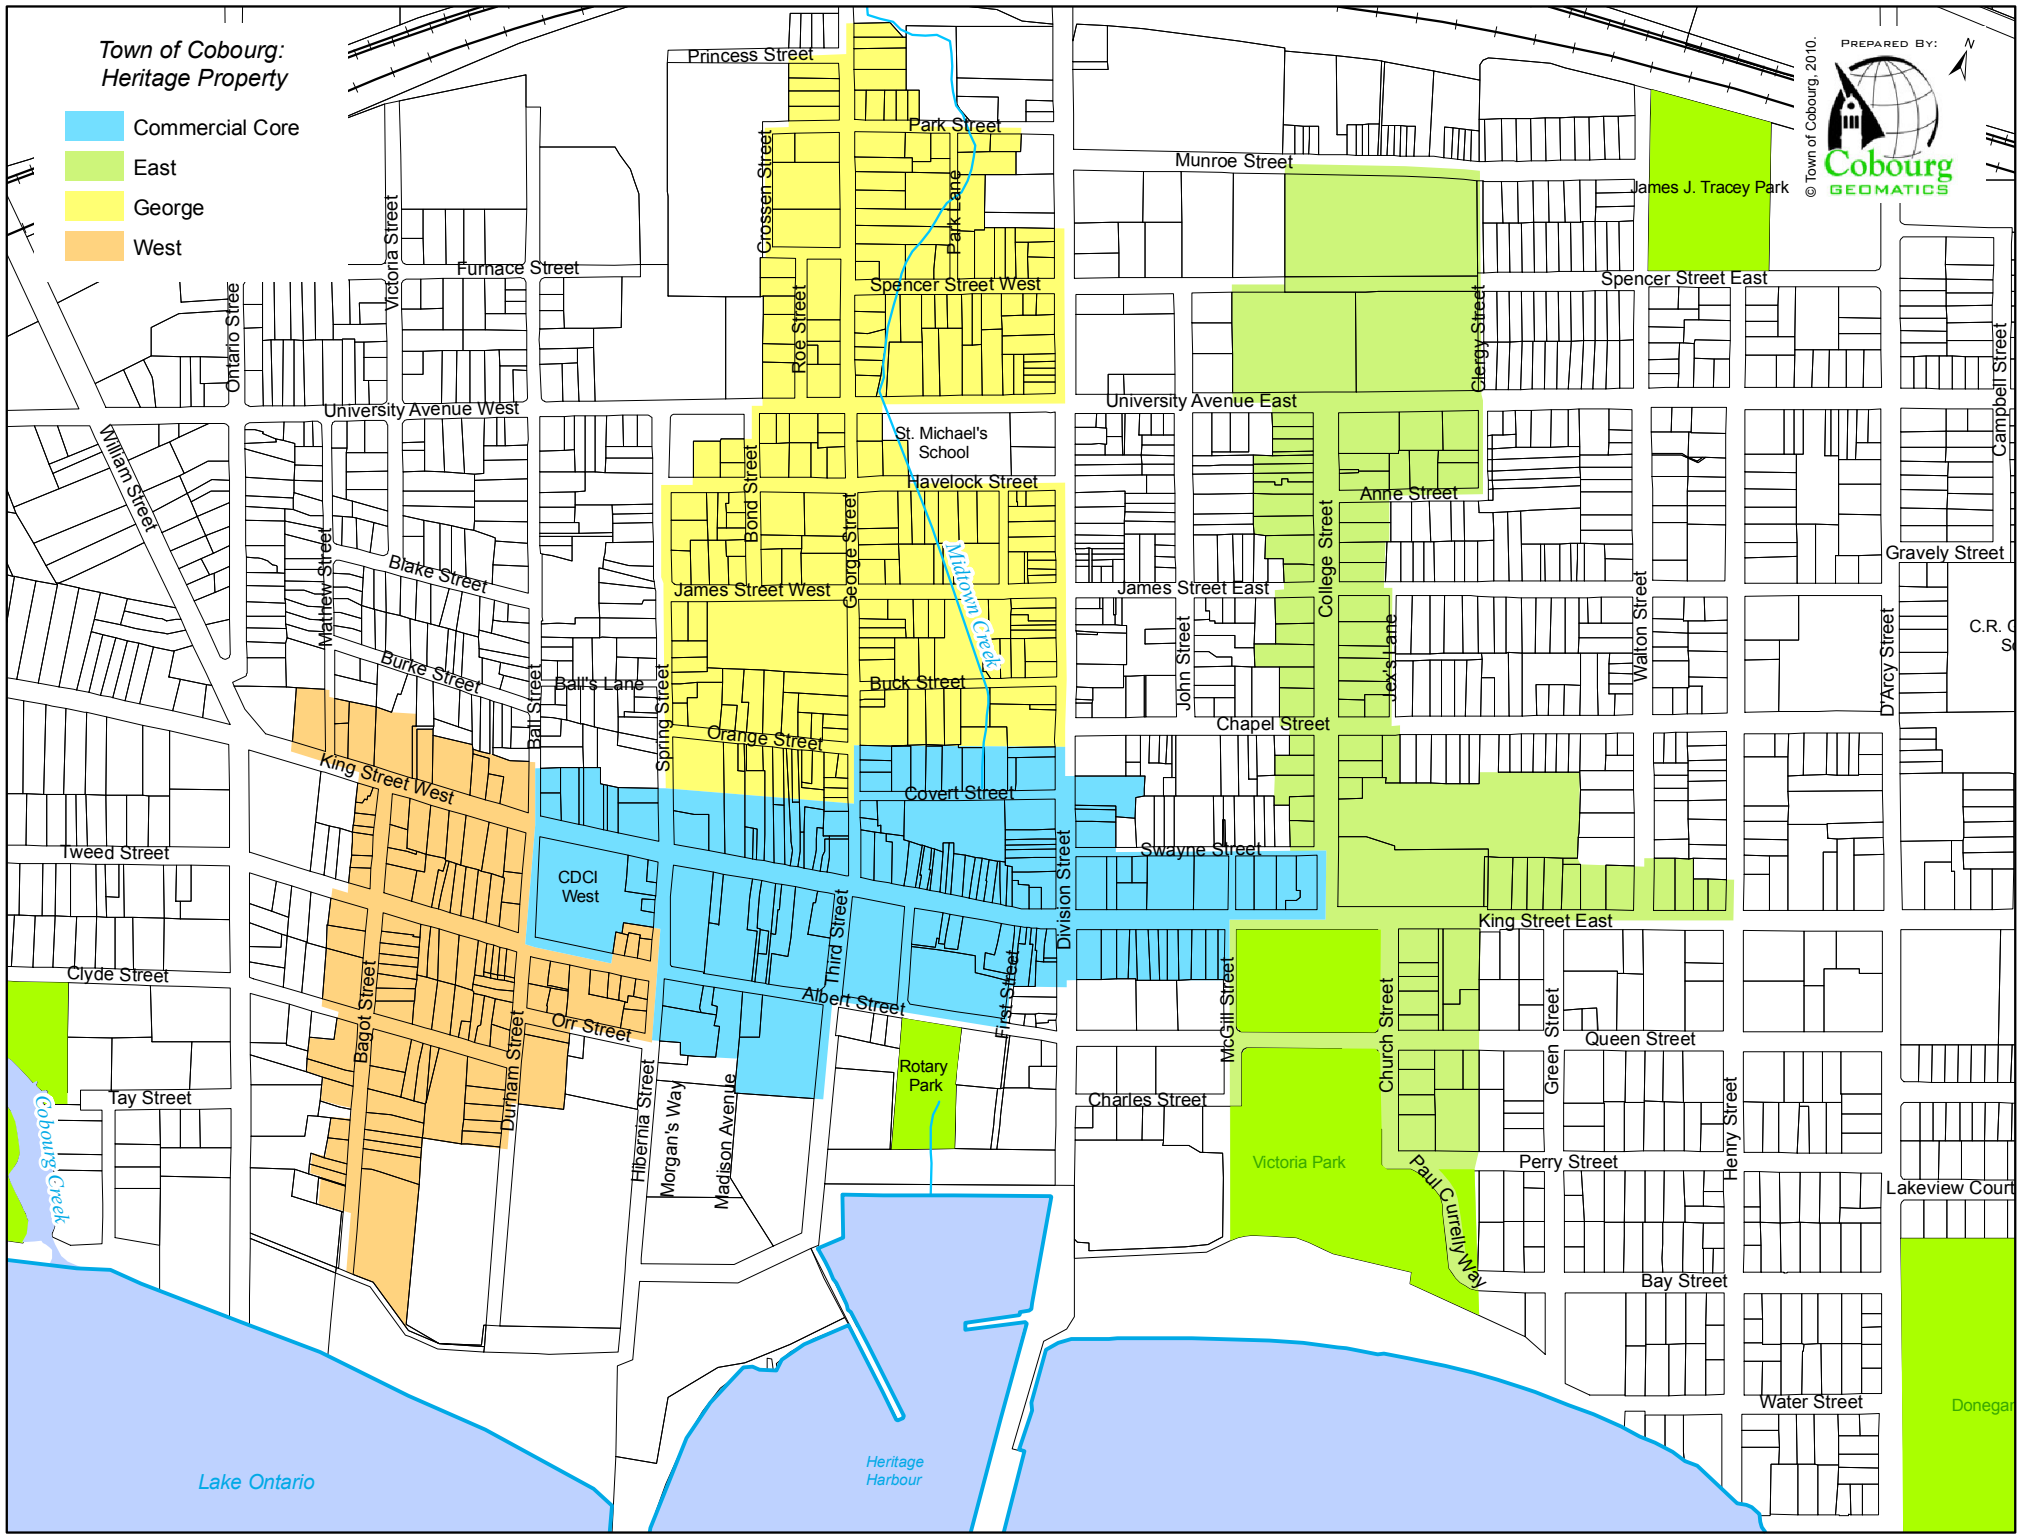 Town of Cobourg:
Heritage Property
Commercial Core
East
George
West
© Town of Cobourg, 2010.
PREPARED BY:
N
Cobourg
GEOMATICS
Princess Street
Park Street
Crossen Street
Munroe Street
James J. Tracey Park
Park Lane
Victoria Street
Furnace Street
Spencer Street West
Spencer Street East
Ontario Stree
Roe Street
Clergy Street
Campbell Street
University Avenue West
University Avenue East
William Street
St. Michael's
School
Bond Street
Havelock Street
Anne Street
George Street
College Street
Mathew Street
Blake Street
Midtown Creek
Gravely Street
James Street West
James Street East
Walton Street
D'Arcy Street
C.R. C
Sc
John Street
Jex's Lane
Burke Street
Ball Street
Ball's Lane
Spring Street
Buck Street
Orange Street
Chapel Street
King Street West
Covert Street
Tweed Street
Division Street
Swayne Street
CDCI
West
Third Street
King Street East
Clyde Street
Bagot Street
First Street
McGill Street
Albert Street
Church Street
Green Street
Orr Street
Durham Street
Queen Street
Rotary
Park
Hibernia Street
Morgan's Way
Madison Avenue
Tay Street
Charles Street
Henry Street
Cobourg Creek
Victoria Park
Perry Street
Paul Currelly Way
Lakeview Court
Bay Street
Water Street
Donegan
Lake Ontario
Heritage
Harbour